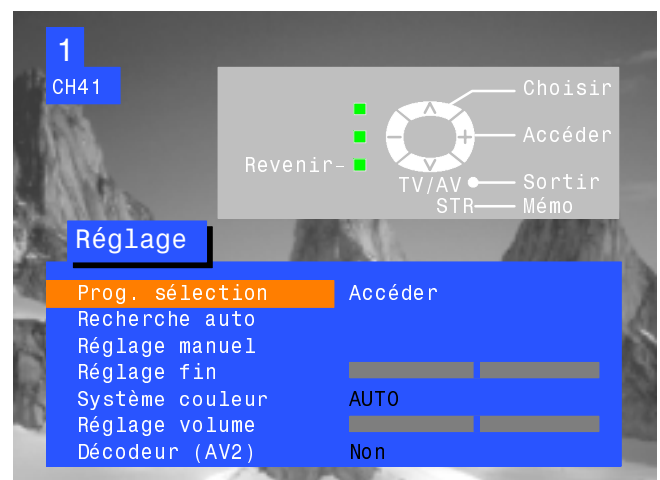 1
CH41
Choisir
Accéder
Revenir
TV/AV Sortir
STR Mémo
Réglage
Prog. sélection Accéder
Recherche auto
Réglage manuel
Réglage fin
Système couleur AUTO
Réglage volume
Décodeur (AV2) Non